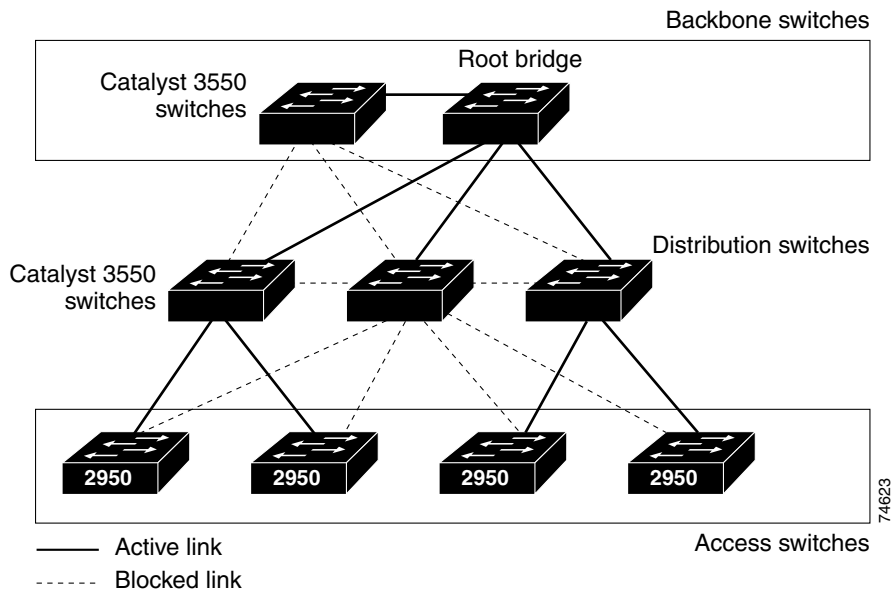 Backbone switches
Root bridge
Catalyst 3550
switches
Distribution switches
Catalyst 3550
switches
2950
2950
2950
2950
74623
Active link
Access switches
Blocked link